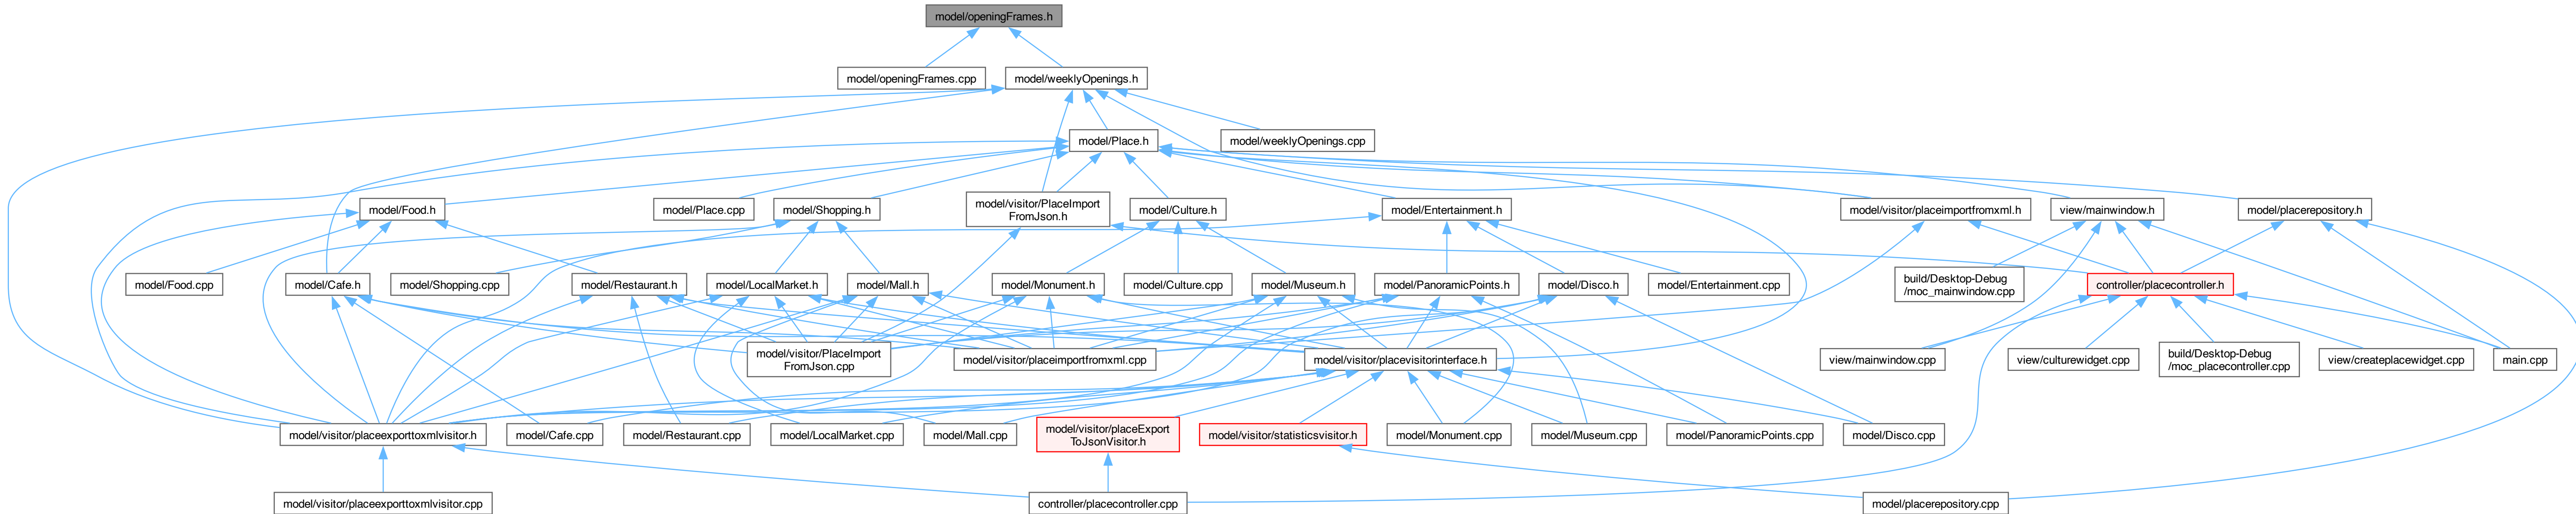 model/openingFrames.h
model/openingFrames.cpp
model/weeklyOpenings.h
model/Place.h
model/weeklyOpenings.cpp
model/Food.h
model/Place.cpp
model/Shopping.h
model/visitor/PlaceImport
FromJson.h
model/Culture.h
model/Entertainment.h
model/visitor/placeimportfromxml.h
view/mainwindow.h
model/placerepository.h
model/Food.cpp
model/Cafe.h
model/Shopping.cpp
model/Restaurant.h
model/LocalMarket.h
model/Mall.h
model/Monument.h
model/Culture.cpp
model/Museum.h
model/PanoramicPoints.h
model/Disco.h
model/Entertainment.cpp
build/Desktop-Debug
/moc_mainwindow.cpp
controller/placecontroller.h
model/visitor/PlaceImport
FromJson.cpp
model/visitor/placeimportfromxml.cpp
model/visitor/placevisitorinterface.h
view/mainwindow.cpp
view/culturewidget.cpp
build/Desktop-Debug
/moc_placecontroller.cpp
view/createplacewidget.cpp
main.cpp
model/visitor/placeexporttoxmlvisitor.h
model/Cafe.cpp
model/Restaurant.cpp
model/LocalMarket.cpp
model/Mall.cpp
model/visitor/placeExport
ToJsonVisitor.h
model/visitor/statisticsvisitor.h
model/Monument.cpp
model/Museum.cpp
model/PanoramicPoints.cpp
model/Disco.cpp
model/visitor/placeexporttoxmlvisitor.cpp
controller/placecontroller.cpp
model/placerepository.cpp